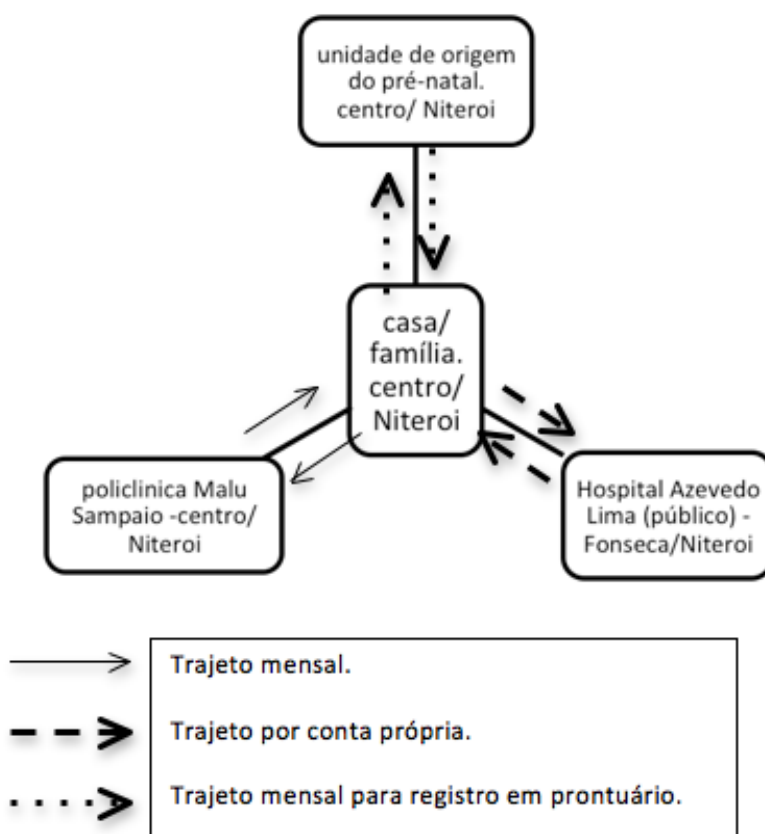 unidade de origem
do pré-natal.
centro/ Niteroi
casa/
família.
centro/
Niteroi
policlinica Malu
Sampaio -centro/
Niteroi
Hospital Azevedo
Lima (público) -
Fonseca/Niteroi
Trajeto mensal.
Trajeto por conta própria.
Trajeto mensal para registro em prontuário.